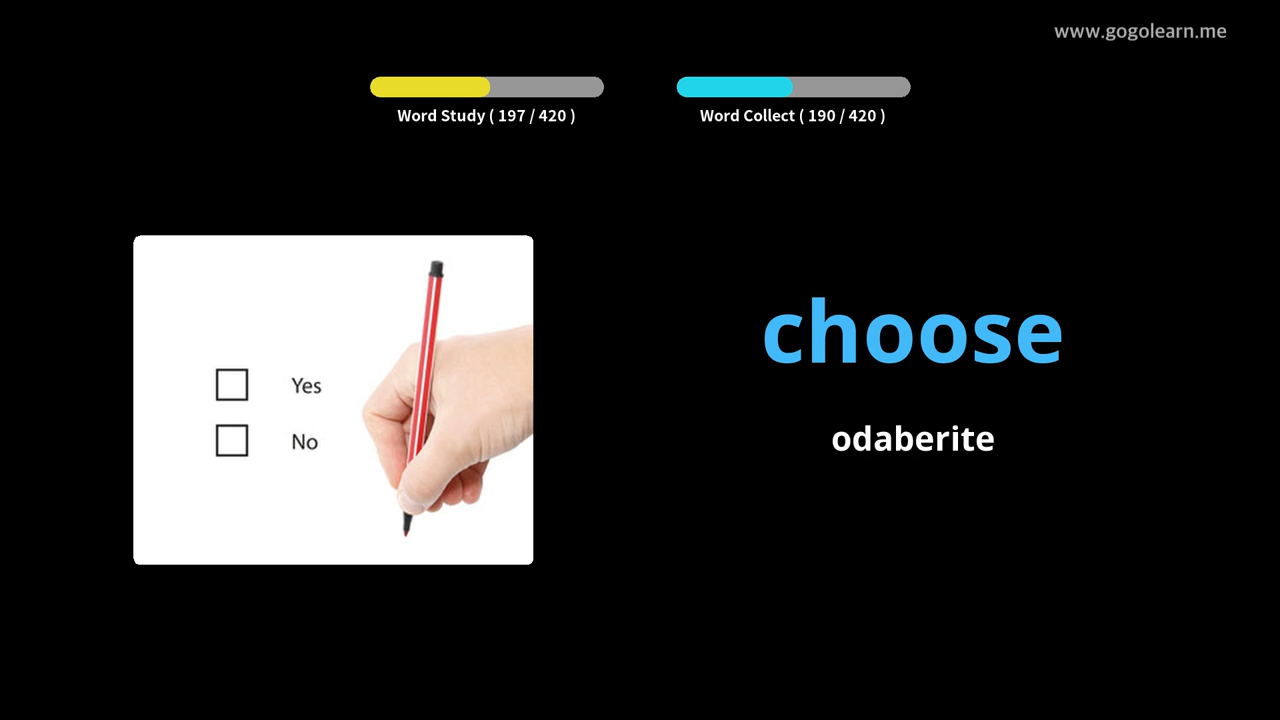 www.gogolearn.me
Word Study ( 197 / 420 )
Word Collect ( 190 / 420 )
Yes
No
choose
odaberite